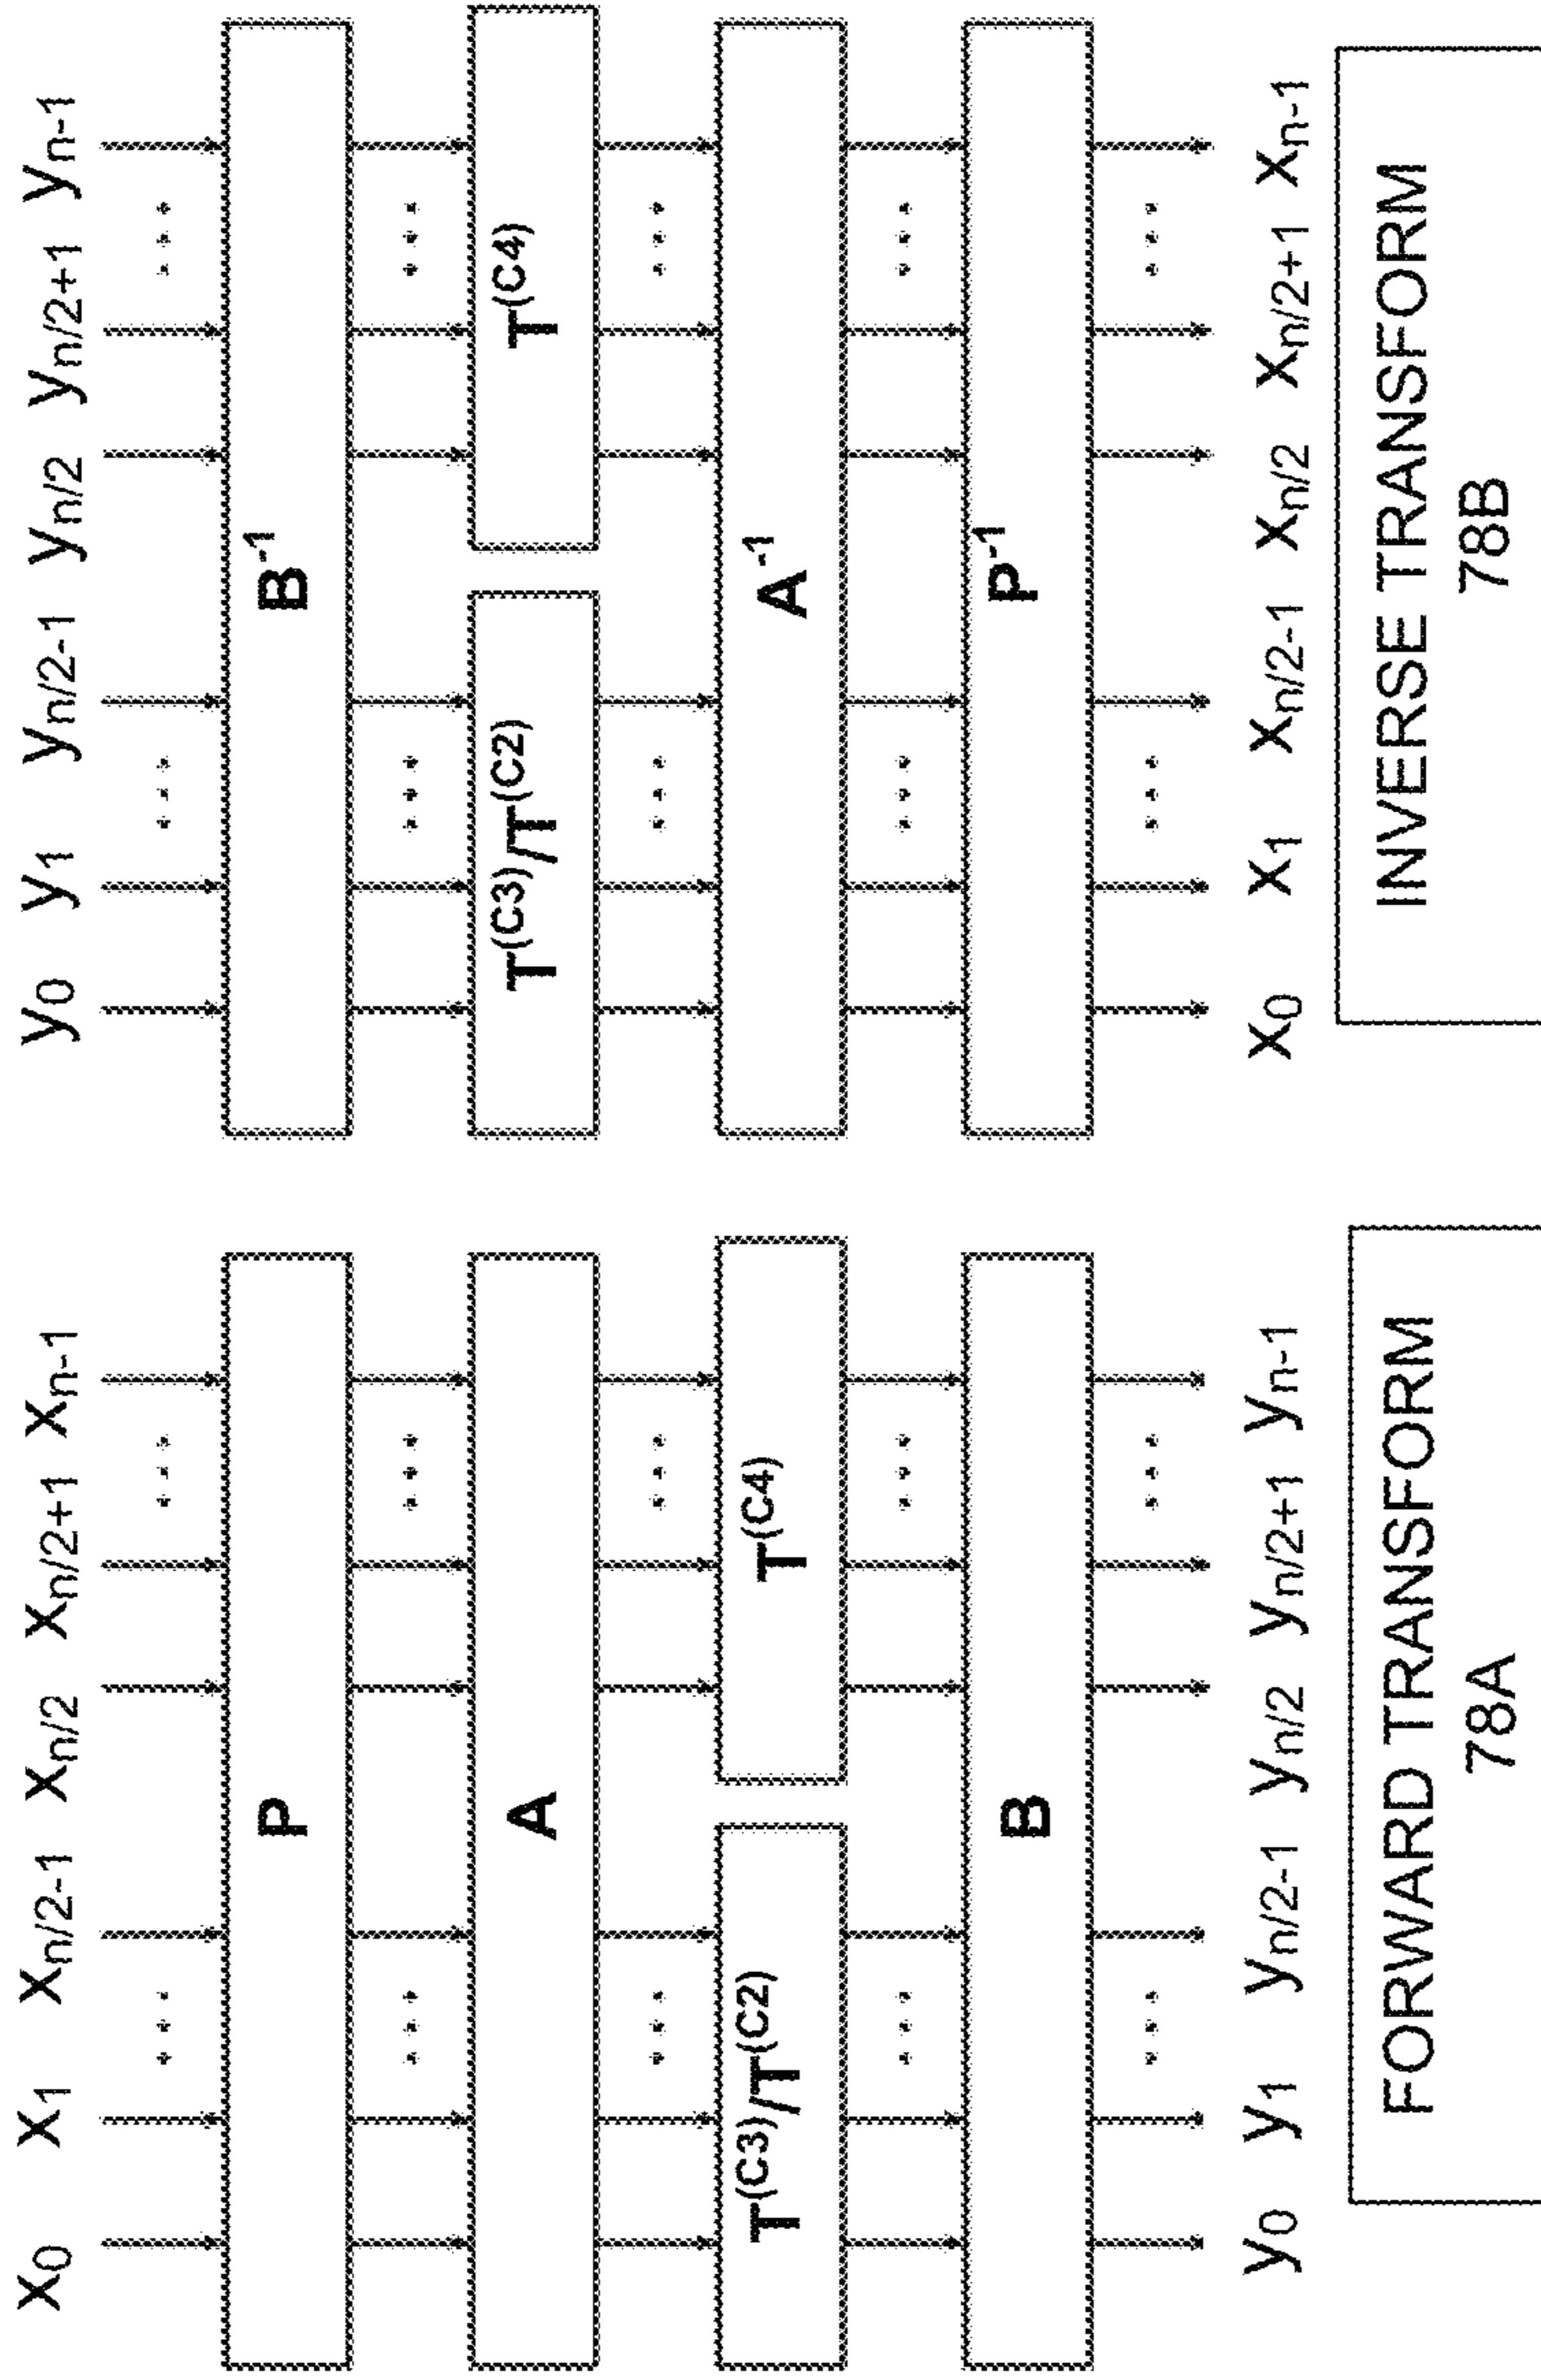 x0 x1 xn/2-1 xn/2 xn/2+1 xn-1
P
A
T(C3)/T(C2) T(C4)
B
y0 y1 yn/2-1 yn/2 yn/2+1 yn-1
FORWARD TRANSFORM
78A
y0 y1 yn/2-1 yn/2 yn/2+1 yn-1
B-1
T(C3)/T(C2) T(C4)
A-1
P-1
x0 x1 xn/2-1 xn/2 xn/2+1 xn-1
INVERSE TRANSFORM
78B